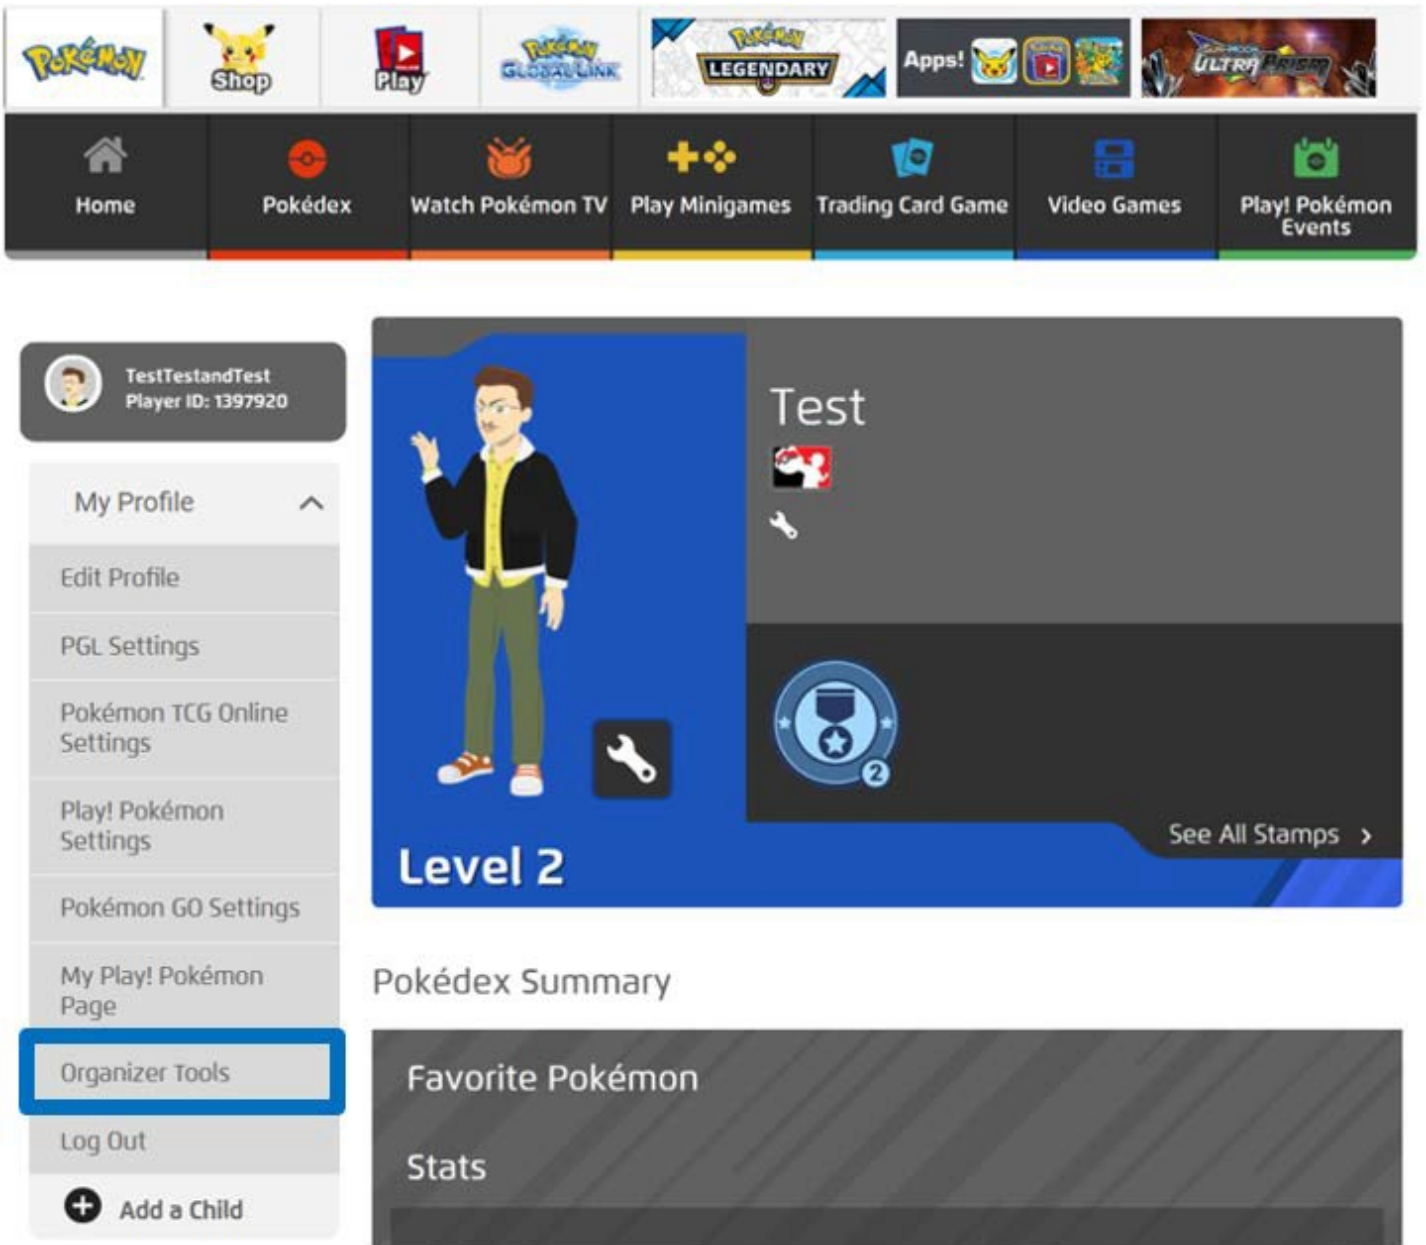 Pokémon
Shop
Play
Pokémon
GLOBAL LINK
Pokémon
LEGENDARY
Apps!
SUN & MOON
ULTRA PRISM
Home
Pokédex
Watch Pokémon TV
Play Minigames
Trading Card Game
Video Games
Play! Pokémon
Events
TestTestandTest
Player ID: 1397920
My Profile
Edit Profile
PGL Settings
Pokémon TCG Online
Settings
Play! Pokémon
Settings
Pokémon GO Settings
My Play! Pokémon
Page
Organizer Tools
Log Out
Add a Child
Test
2
See All Stamps
Level 2
Pokédex Summary
Favorite Pokémon
Stats